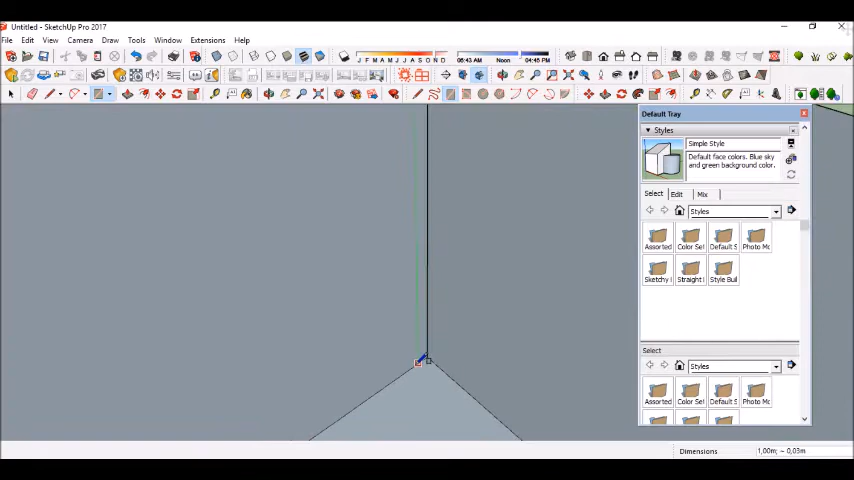 Untitled - SketchUp Pro 2017
File Edit View Camera Draw Tools Window Extensions Help
J F M A M J J A S O N D 06:43 AM Noon 04:45 PM
Default Tray
Styles
Simple Style
Default face colors. Blue sky
and green background color.
Select Edit Mix
Styles
Assorted Color Se Default S Photo Mo
Sketchy Straight Style Buil
Select
Styles
Assorted Color Se Default S Photo Mo
Dimensions 1,00m; ~ 0,03m